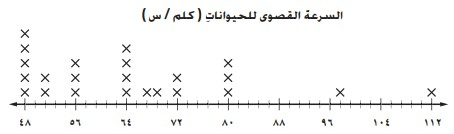 السرعة القصوى للحيوانات ( كلم / س )
٤٨ ٥٦ ٦٤ ٧٢ ٨٠ ٨٨ ٩٦ ١٠٤ ١١٢